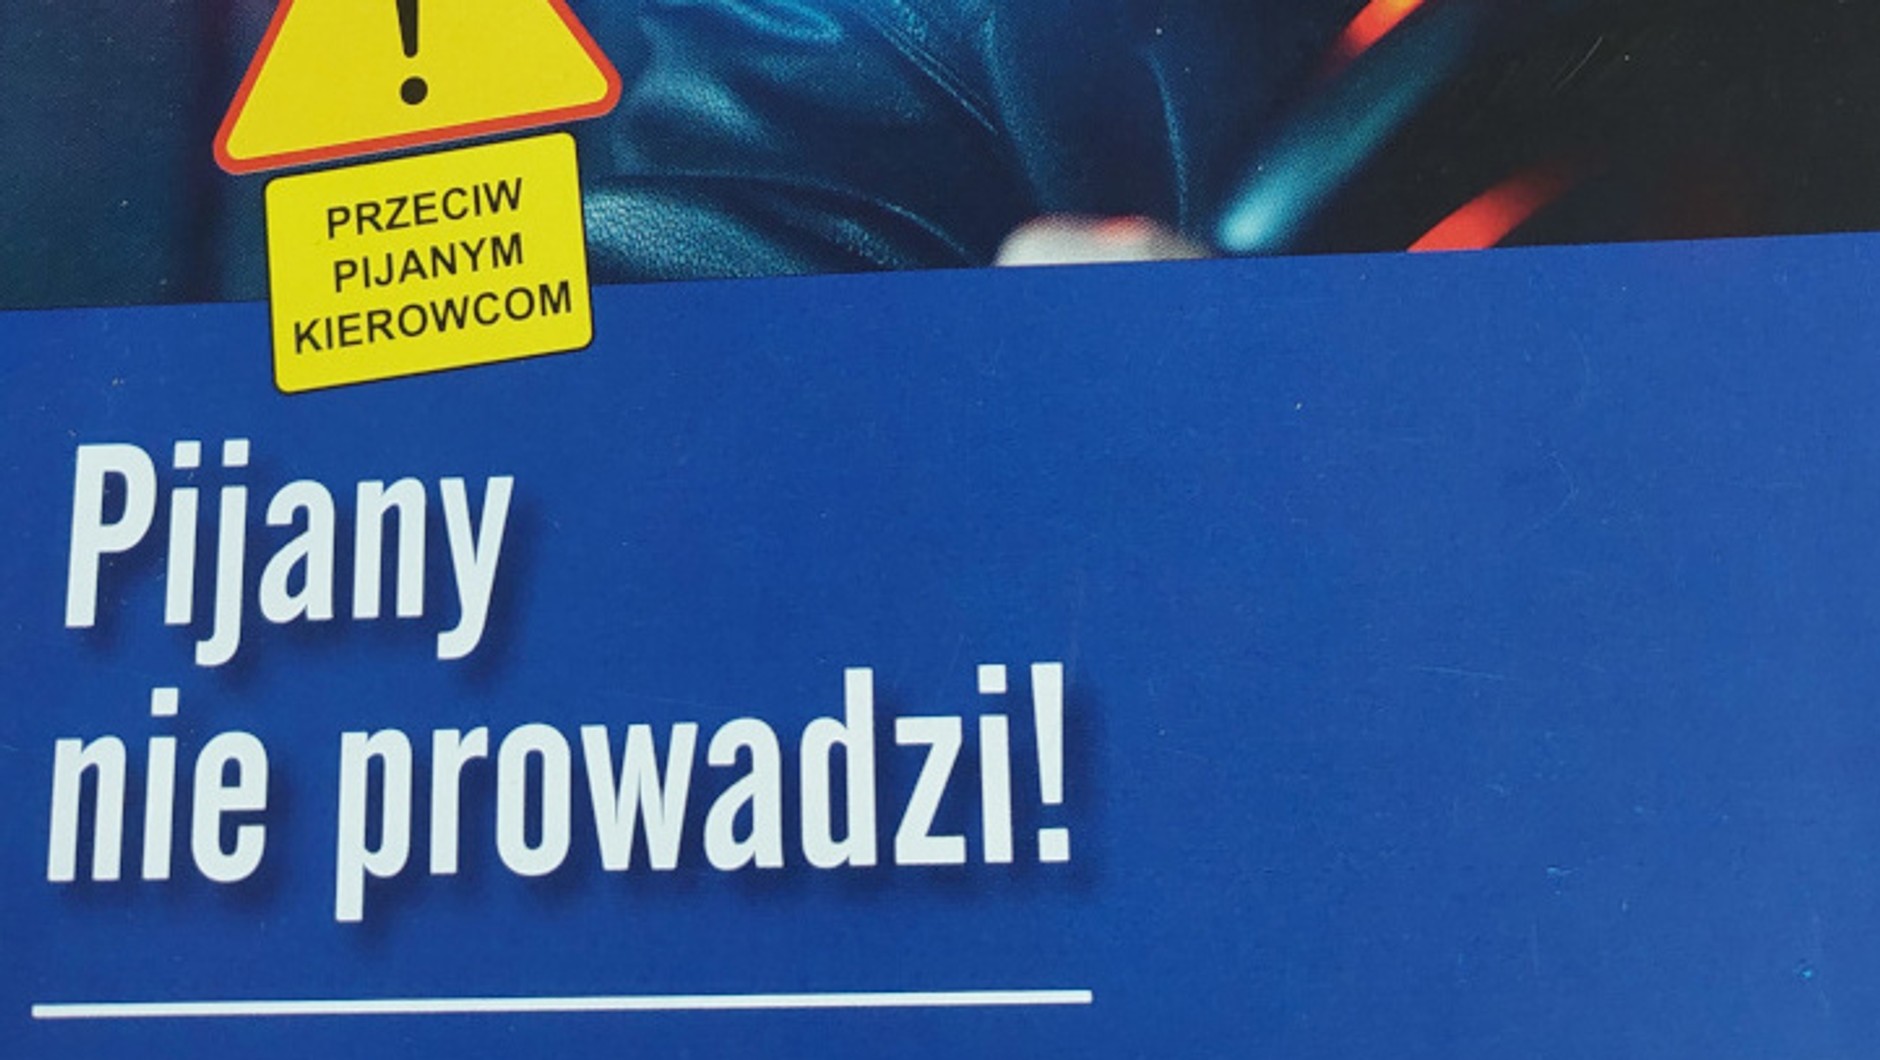 !
PRZECIW
PIJANYM
KIEROWCOM
Pijany
nie prowadzi!